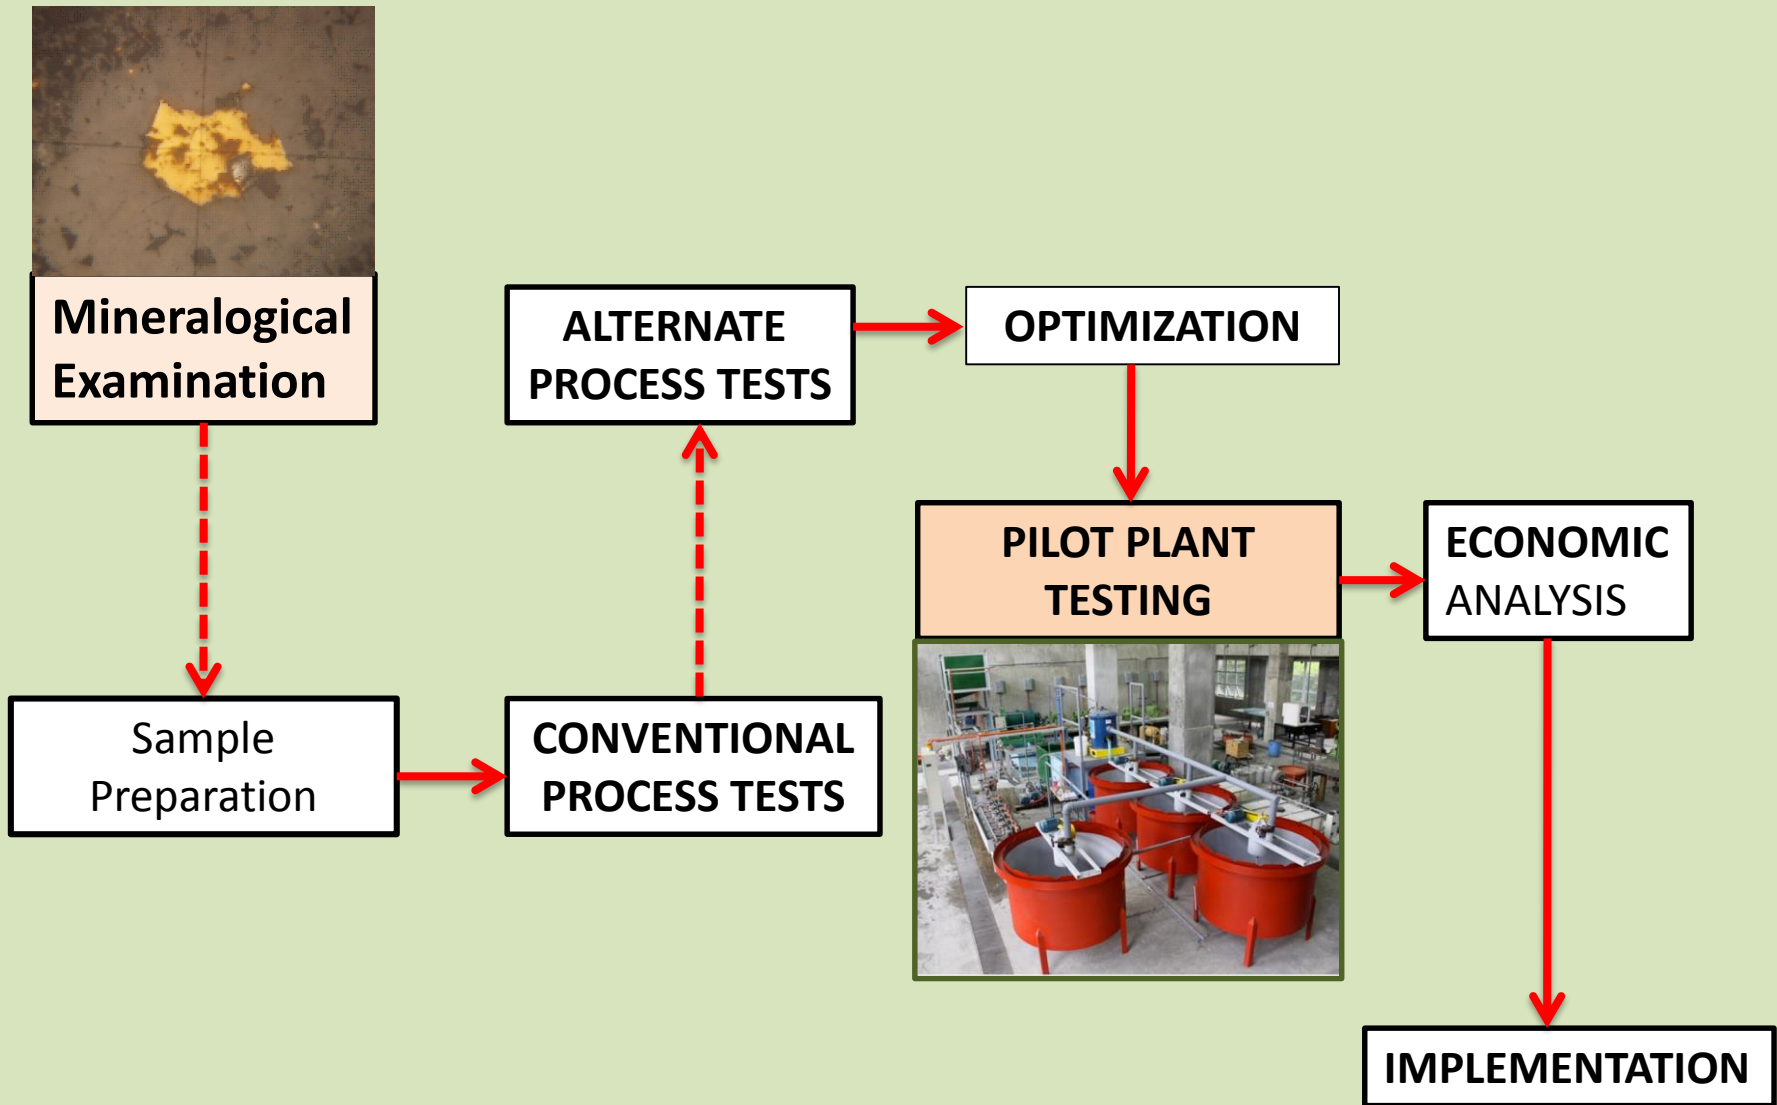 Mineralogical
Examination
Sample
Preparation
CONVENTIONAL
PROCESS TESTS
ALTERNATE
PROCESS TESTS
OPTIMIZATION
PILOT PLANT
TESTING
ECONOMIC
ANALYSIS
IMPLEMENTATION